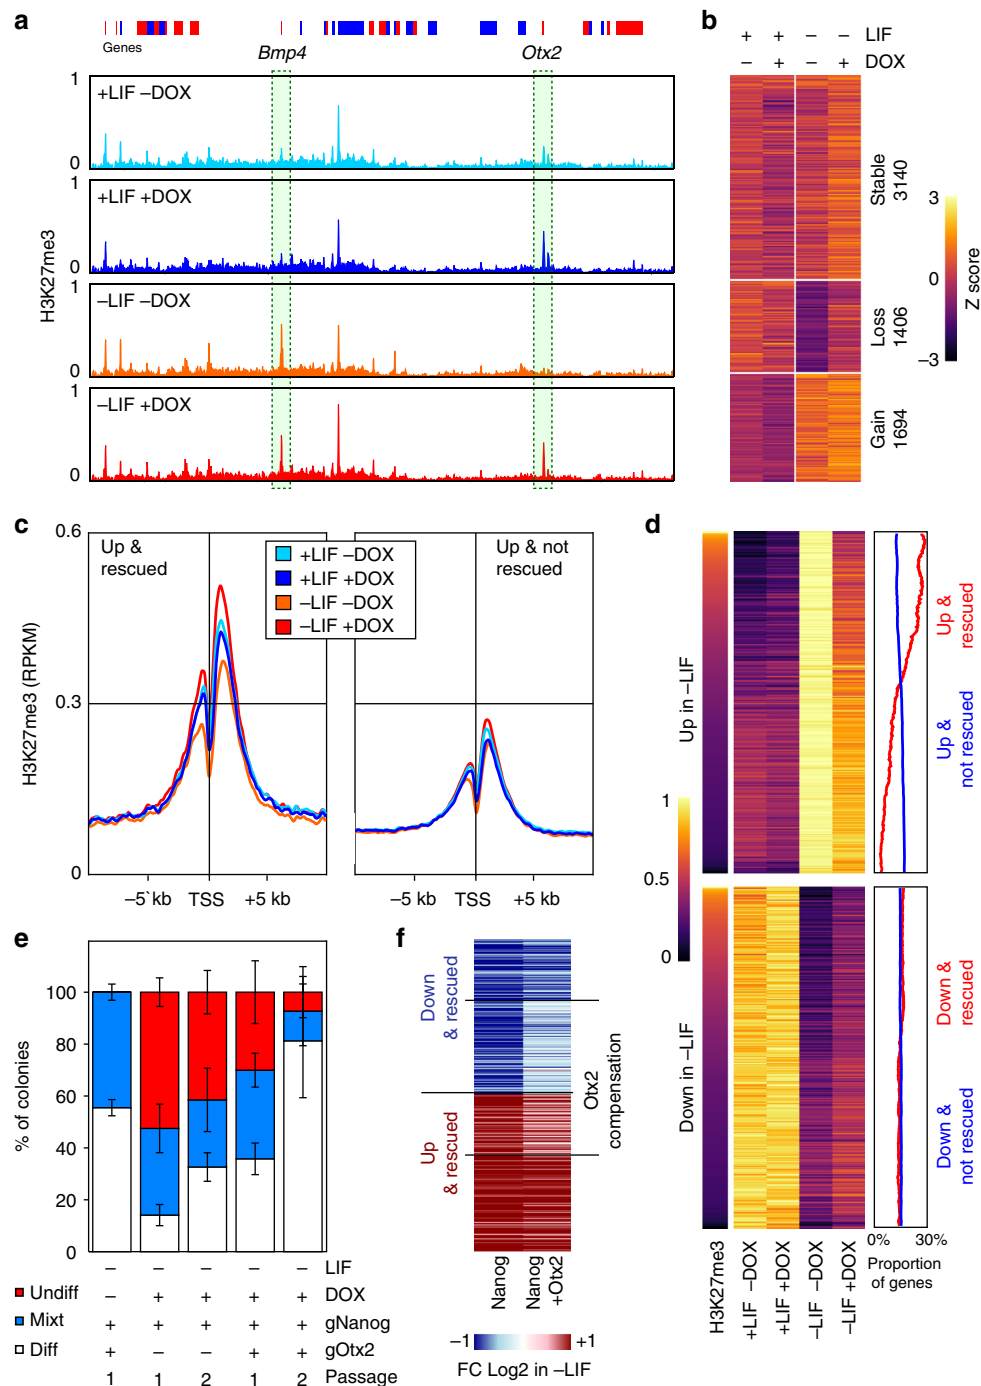 a
Genes
Bmp4
Otx2
H3K27me3
1
+LIF –DOX
0
1
+LIF +DOX
0
1
–LIF –DOX
0
1
–LIF +DOX
0
b
+ + – – LIF
– + – + DOX
Stable
3140
Loss
1406
Gain
1694
3
0
–3
Z score
c
0.6
0.3
0
H3K27me3 (RPKM)
Up &
rescued
+LIF –DOX
+LIF +DOX
–LIF –DOX
–LIF +DOX
Up & not
rescued
–5` kb TSS +5 kb
–5 kb TSS +5 kb
d
Up in –LIF
Down in –LIF
1
0.5
0
Up &
rescued
Up &
not rescued
Down &
rescued
Down &
not rescued
H3K27me3
+LIF –DOX
+LIF +DOX
–LIF –DOX
–LIF +DOX
0% 30%
Proportion
of genes
e
% of colonies
100
80
60
40
20
0
– – – – – LIF
– + + + + DOX
+ + + + + gNanog
+ – – + + gOtx2
1 1 2 1 2 Passage
Undiff
Mixt
Diff
f
Down
& rescued
Up
& rescued
Otx2
compensation
Nanog
Nanog
+Otx2
–1 +1
FC Log2 in –LIF